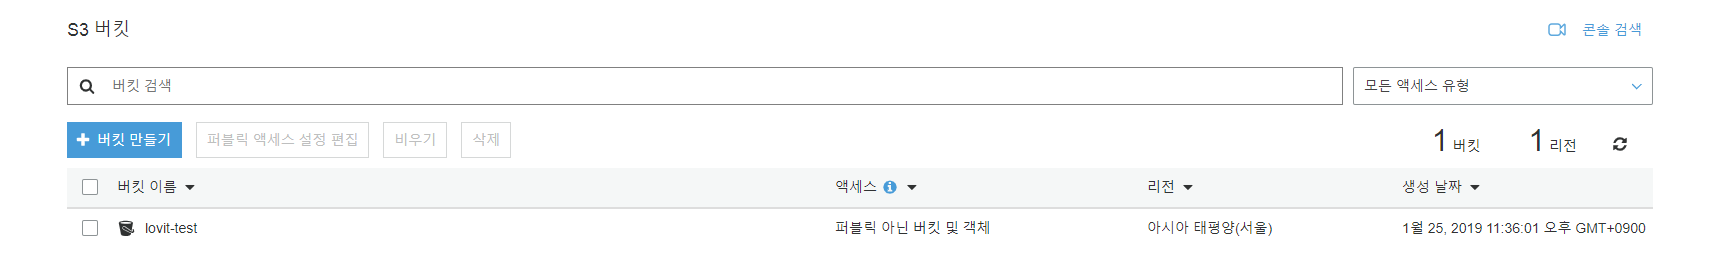 S3 버킷
콘솔 검색
버킷 검색
모든 액세스 유형
버킷 만들기
퍼블릭 액세스 설정 편집
비우기
삭제
1 버킷
1 리전
버킷 이름
액세스
리전
생성 날짜
lovit-test
퍼블릭 아닌 버킷 및 객체
아시아 태평양(서울)
1월 25, 2019 11:36:01 오후 GMT+0900